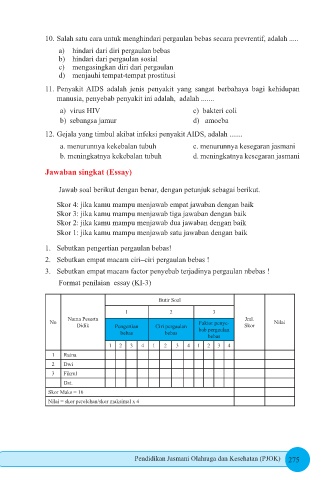 10. Salah satu cara untuk menghindari pergaulan bebas secara prevrentif, adalah .....
a) hindari dari diri pergaulan bebas
b) hindari dari pergaulan sosial
c) mengasingkan diri dari pergaulan
d) menjauhi tempat-tempat prostitusi
11. Penyakit AIDS adalah jenis penyakit yang sangat berbahaya bagi kehidupan
manusia, penyebab penyakit ini adalah, adalah .......
a) virus HIV c) bakteri coli
b) sebangsa jamur d) amoeba
12. Gejala yang timbul akibat infeksi penyakit AIDS, adalah .......
a. menurunnya kekebalan tubuh c. menurunnya kesegaran jasmani
b. meningkatnya kekebalan tubuh d. meningkatnya kesegaran jasmani
Jawaban singkat (Essay)
Jawab soal berikut dengan benar, dengan petunjuk sebagai berikut.
Skor 4: jika kamu mampu menjawab empat jawaban dengan baik
Skor 3: jika kamu mampu menjawab tiga jawaban dengan baik
Skor 2: jika kamu mampu menjawab dua jawaban dengan baik
Skor 1: jika kamu mampu menjawab satu jawaban dengan baik
1. Sebutkan pengertian pergaulan bebas!
2. Sebutkan empat macam ciri–ciri pergaulan bebas !
3. Sebutkan empat macam factor penyebab terjadinya pergaulan nbebas !
Format penilaian essay (KI-3)
Butir Soal
1 2 3
No Nama Peserta Didik Pengertian bebas Ciri pergaulan bebas Faktor penyebab pergaulan bebas Jml. Skor Nilai
1 2 3 4 1 2 3 4 1 2 3 4
1 Raina
2 Dwi
3
Dst.
Skor Maks = 16
Nilai = skor perolehan/skor maksimal x 4
Pendidikan Jasmani Olahraga dan Kesehatan (PJOK) 275